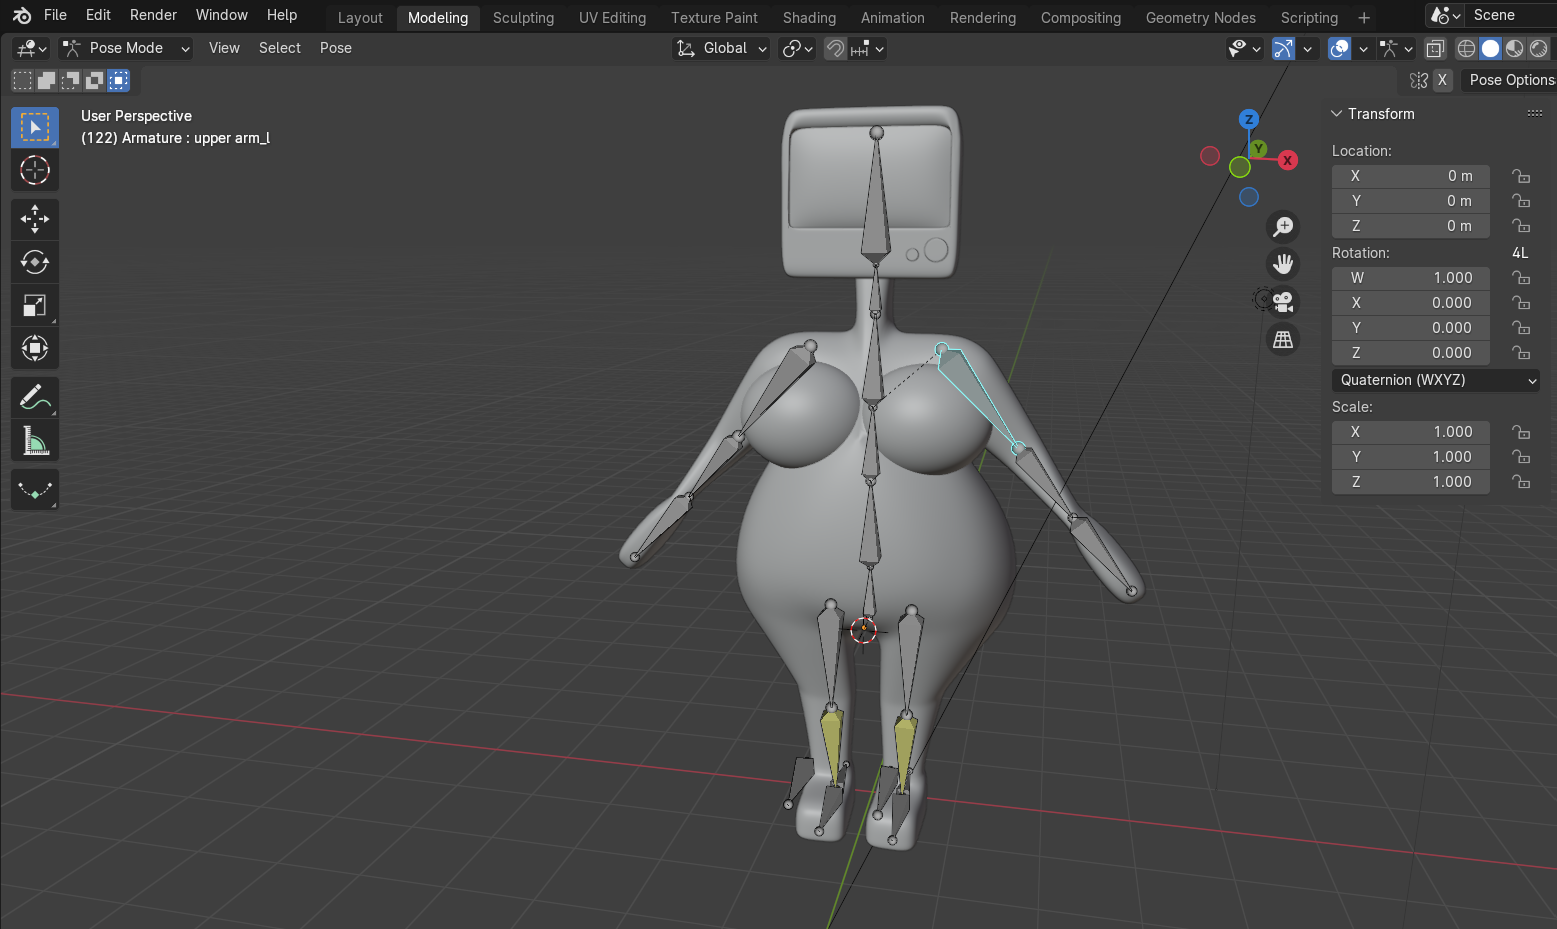 File Edit Render Window Help Layout Modeling Sculpting UV Editing Texture Paint Shading Animation Rendering Compositing Geometry Nodes Scripting + Scene
Pose Mode View Select Pose Global
X Pose Options
User Perspective
(122) Armature : upper arm_l
Z
Y
X
Transform
Location:
X 0 m
Y 0 m
Z 0 m
Rotation: 4L
W 1.000
X 0.000
Y 0.000
Z 0.000
Quaternion (WXYZ)
Scale:
X 1.000
Y 1.000
Z 1.000